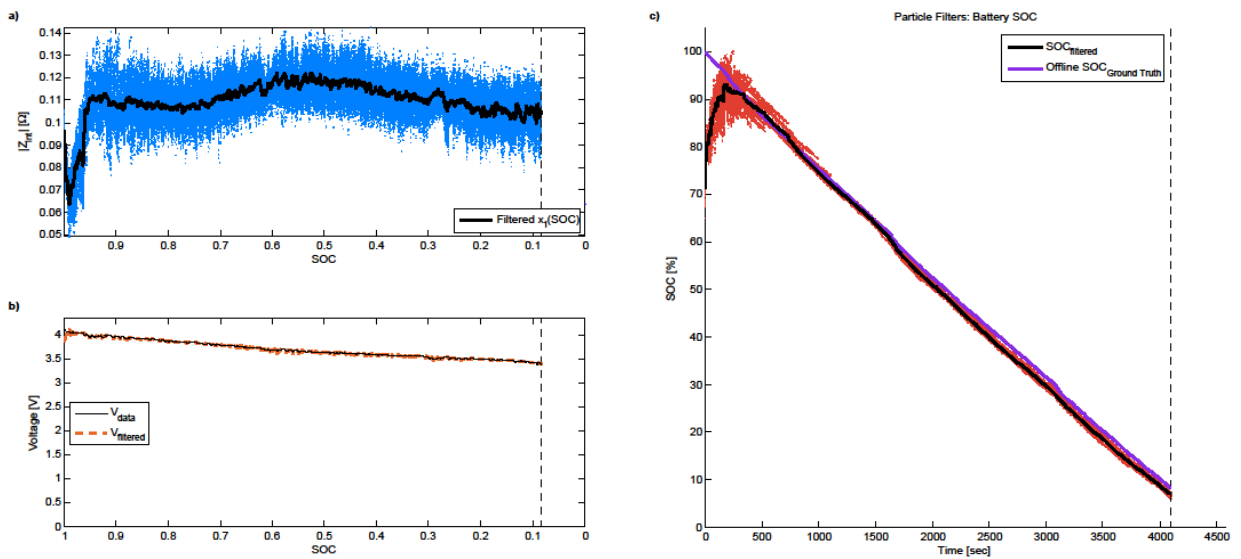 a)
0.14
0.13
0.12
0.11
0.1
0.09
0.08
0.07
0.06
0.05
|Z_int| [Ω]
Filtered x_1(SOC)
0.9 0.8 0.7 0.6 0.5 0.4 0.3 0.2 0.1 0
SOC
b)
4
3.5
3
2.5
2
1.5
1
0.5
0
Voltage [V]
V_data
V_filtered
1 0.9 0.8 0.7 0.6 0.5 0.4 0.3 0.2 0.1 0
SOC
c)
Particle Filters: Battery SOC
SOC_filtered
Offline SOC_Ground Truth
100
90
80
70
60
50
40
30
20
10
0
SOC [%]
0 500 1000 1500 2000 2500 3000 3500 4000 4500
Time [sec]